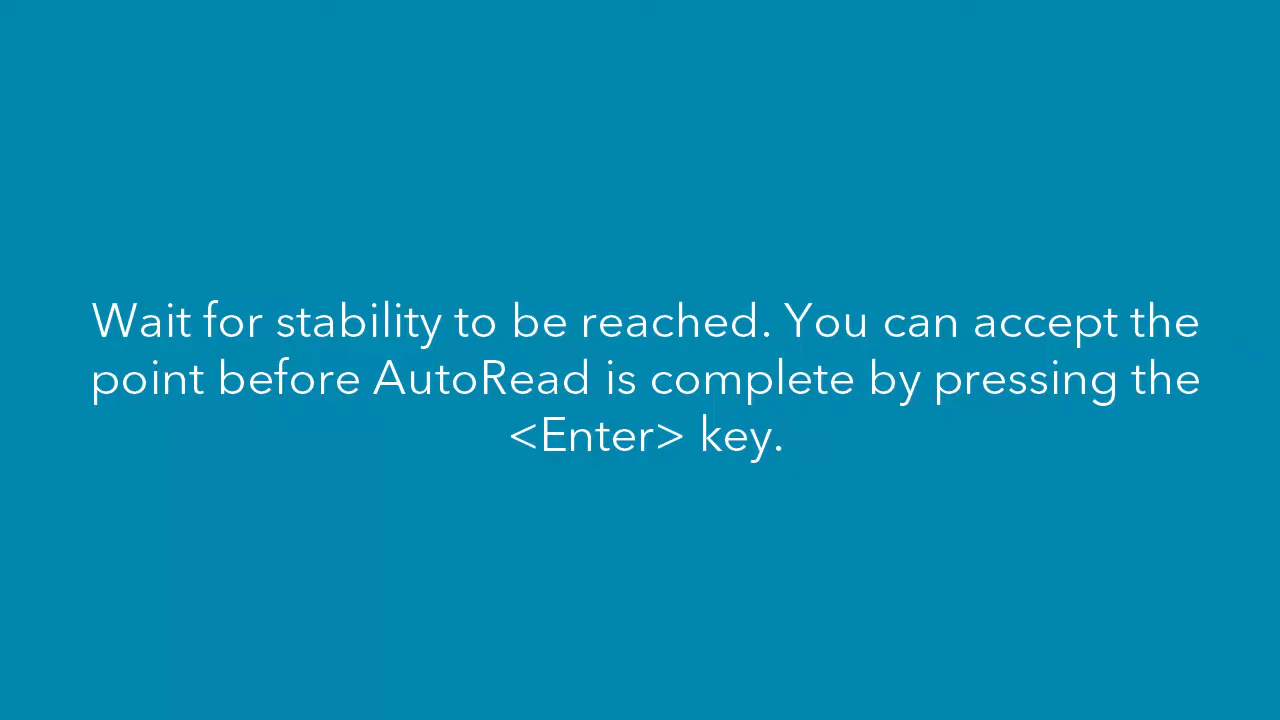 Wait for stability to be reached. You can accept the
point before AutoRead is complete by pressing the
<Enter> key.